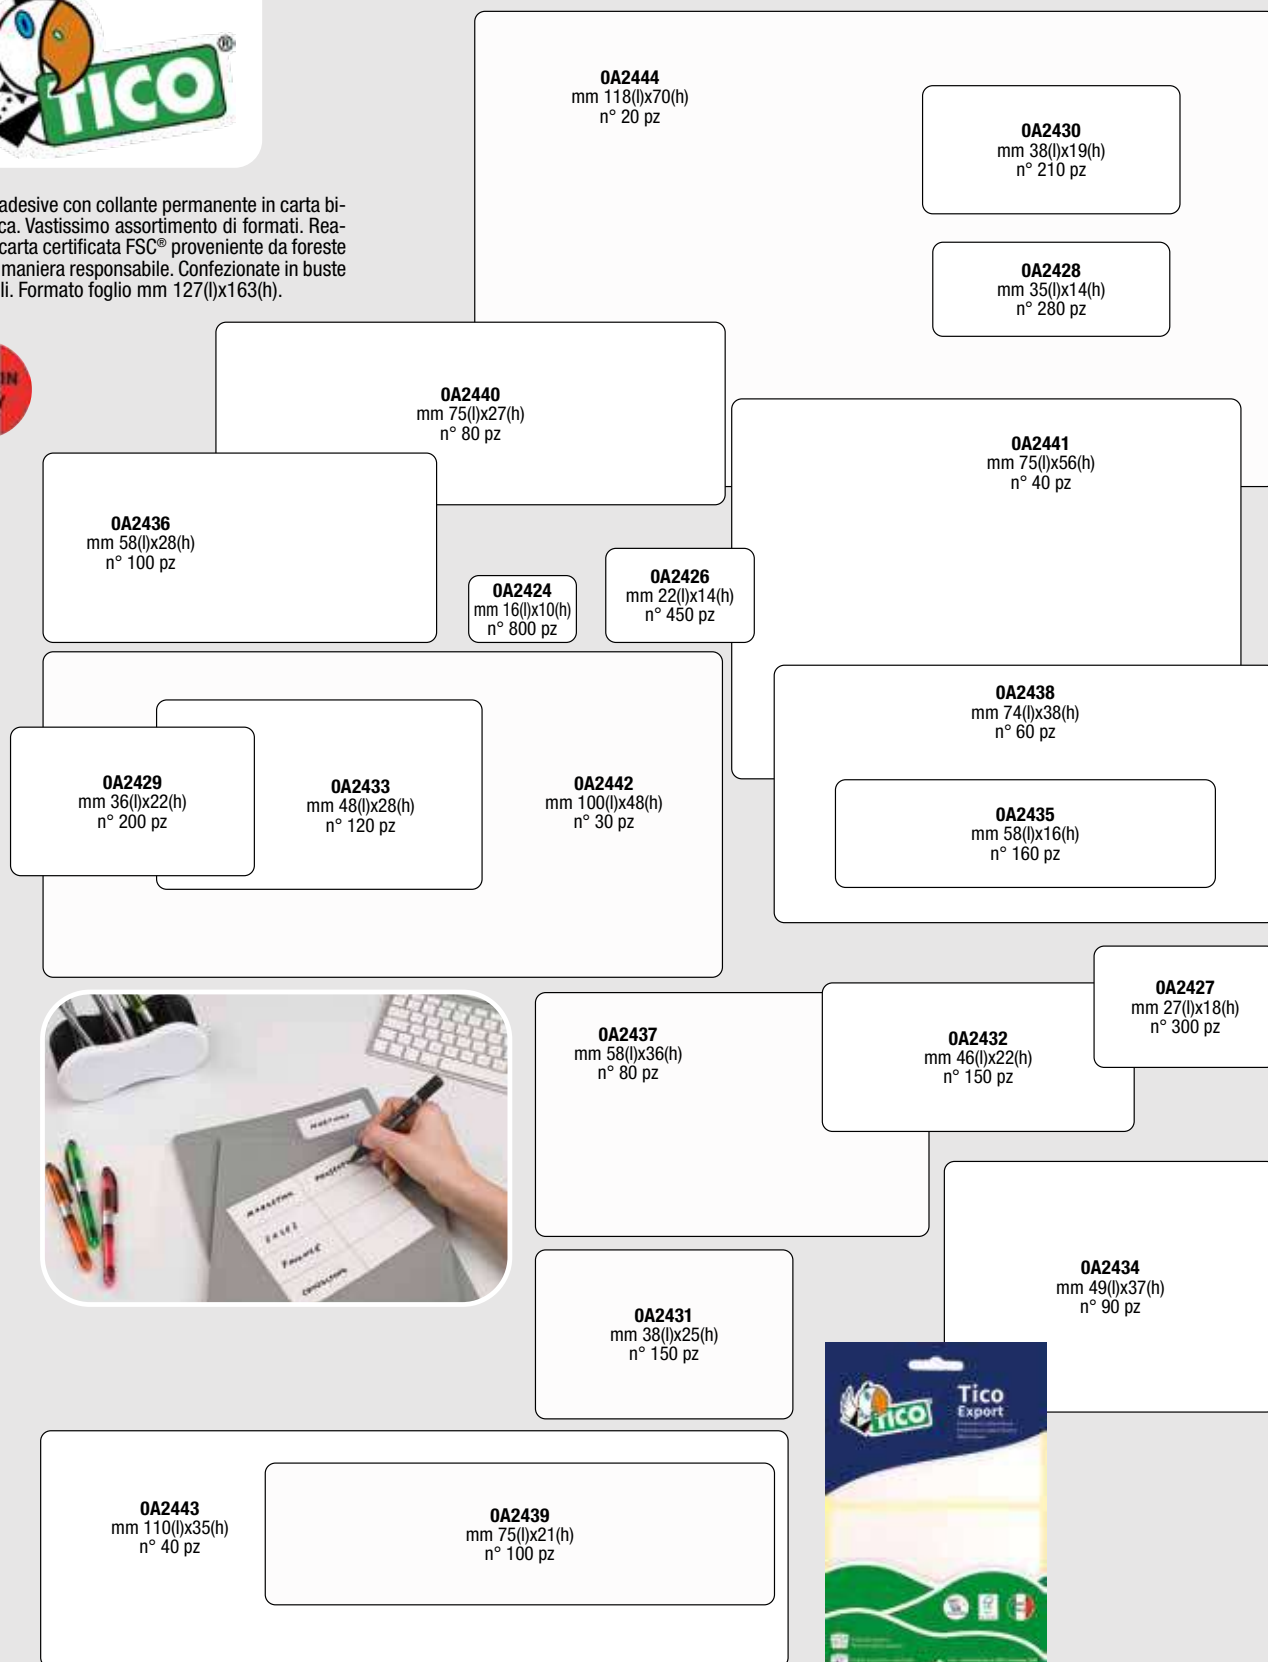 TICO®
adesive con collante permanente in carta bi-
ca. Vastissimo assortimento di formati. Rea-
carta certificata FSC® proveniente da foreste
maniera responsabile. Confezionate in buste
li. Formato foglio mm 127(l)x163(h).
IN
Y
0A2444
mm 118(l)x70(h)
n° 20 pz
0A2430
mm 38(l)x19(h)
n° 210 pz
0A2428
mm 35(l)x14(h)
n° 280 pz
0A2440
mm 75(l)x27(h)
n° 80 pz
0A2441
mm 75(l)x56(h)
n° 40 pz
0A2436
mm 58(l)x28(h)
n° 100 pz
0A2424
mm 16(l)x10(h)
n° 800 pz
0A2426
mm 22(l)x14(h)
n° 450 pz
0A2438
mm 74(l)x38(h)
n° 60 pz
0A2429
mm 36(l)x22(h)
n° 200 pz
0A2433
mm 48(l)x28(h)
n° 120 pz
0A2442
mm 100(l)x48(h)
n° 30 pz
0A2435
mm 58(l)x16(h)
n° 160 pz
0A2427
mm 27(l)x18(h)
n° 300 pz
0A2437
mm 58(l)x36(h)
n° 80 pz
0A2432
mm 46(l)x22(h)
n° 150 pz
MARKETING
SALES
FINANCE
0A2434
mm 49(l)x37(h)
n° 90 pz
0A2431
mm 38(l)x25(h)
n° 150 pz
TICO
Tico
Export
0A2443
mm 110(l)x35(h)
n° 40 pz
0A2439
mm 75(l)x21(h)
n° 100 pz